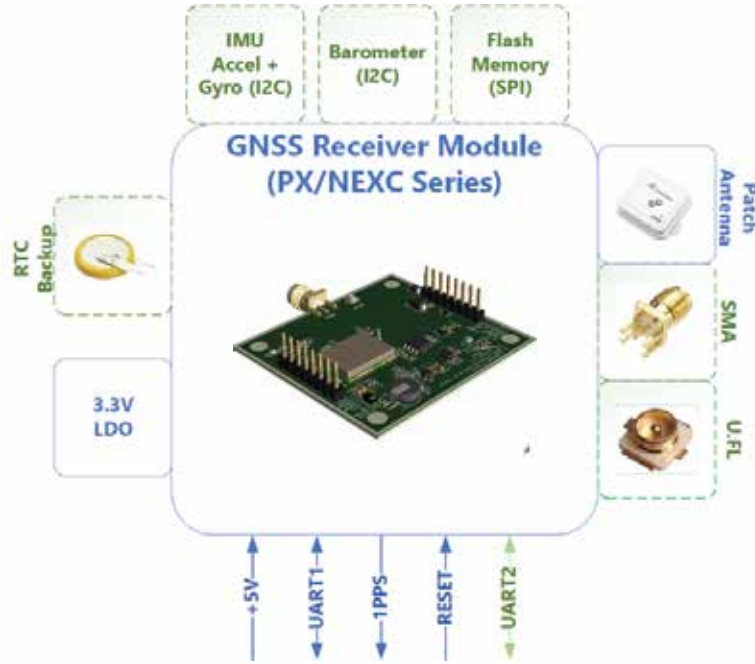 IMU
Accel +
Gyro (I2C)
Barometer
(I2C)
Flash
Memory
(SPI)
GNSS Receiver Module
(PX/NEXC Series)
RTC
Backup
Patch
Antenna
SMA
3.3V
LDO
U.FL
+5V
UART1
1PPS
RESET
UART2